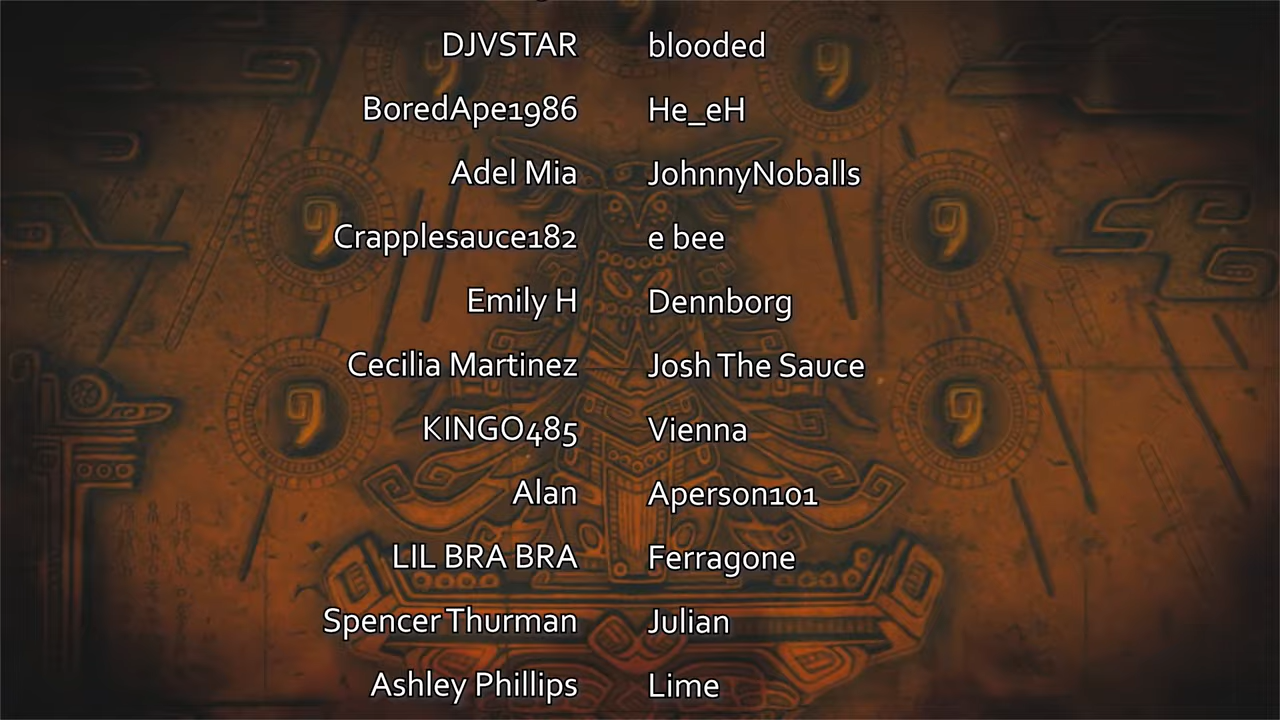 DJVSTAR blooded
BoredApe1986 He_eH
Adel Mia JohnnyNoballs
Crapplesauce182 e bee
Emily H Dennborg
Cecilia Martinez Josh The Sauce
KINGO485 Vienna
Alan Aperson101
LIL BRA BRA Ferragone
Spencer Thurman Julian
Ashley Phillips Lime